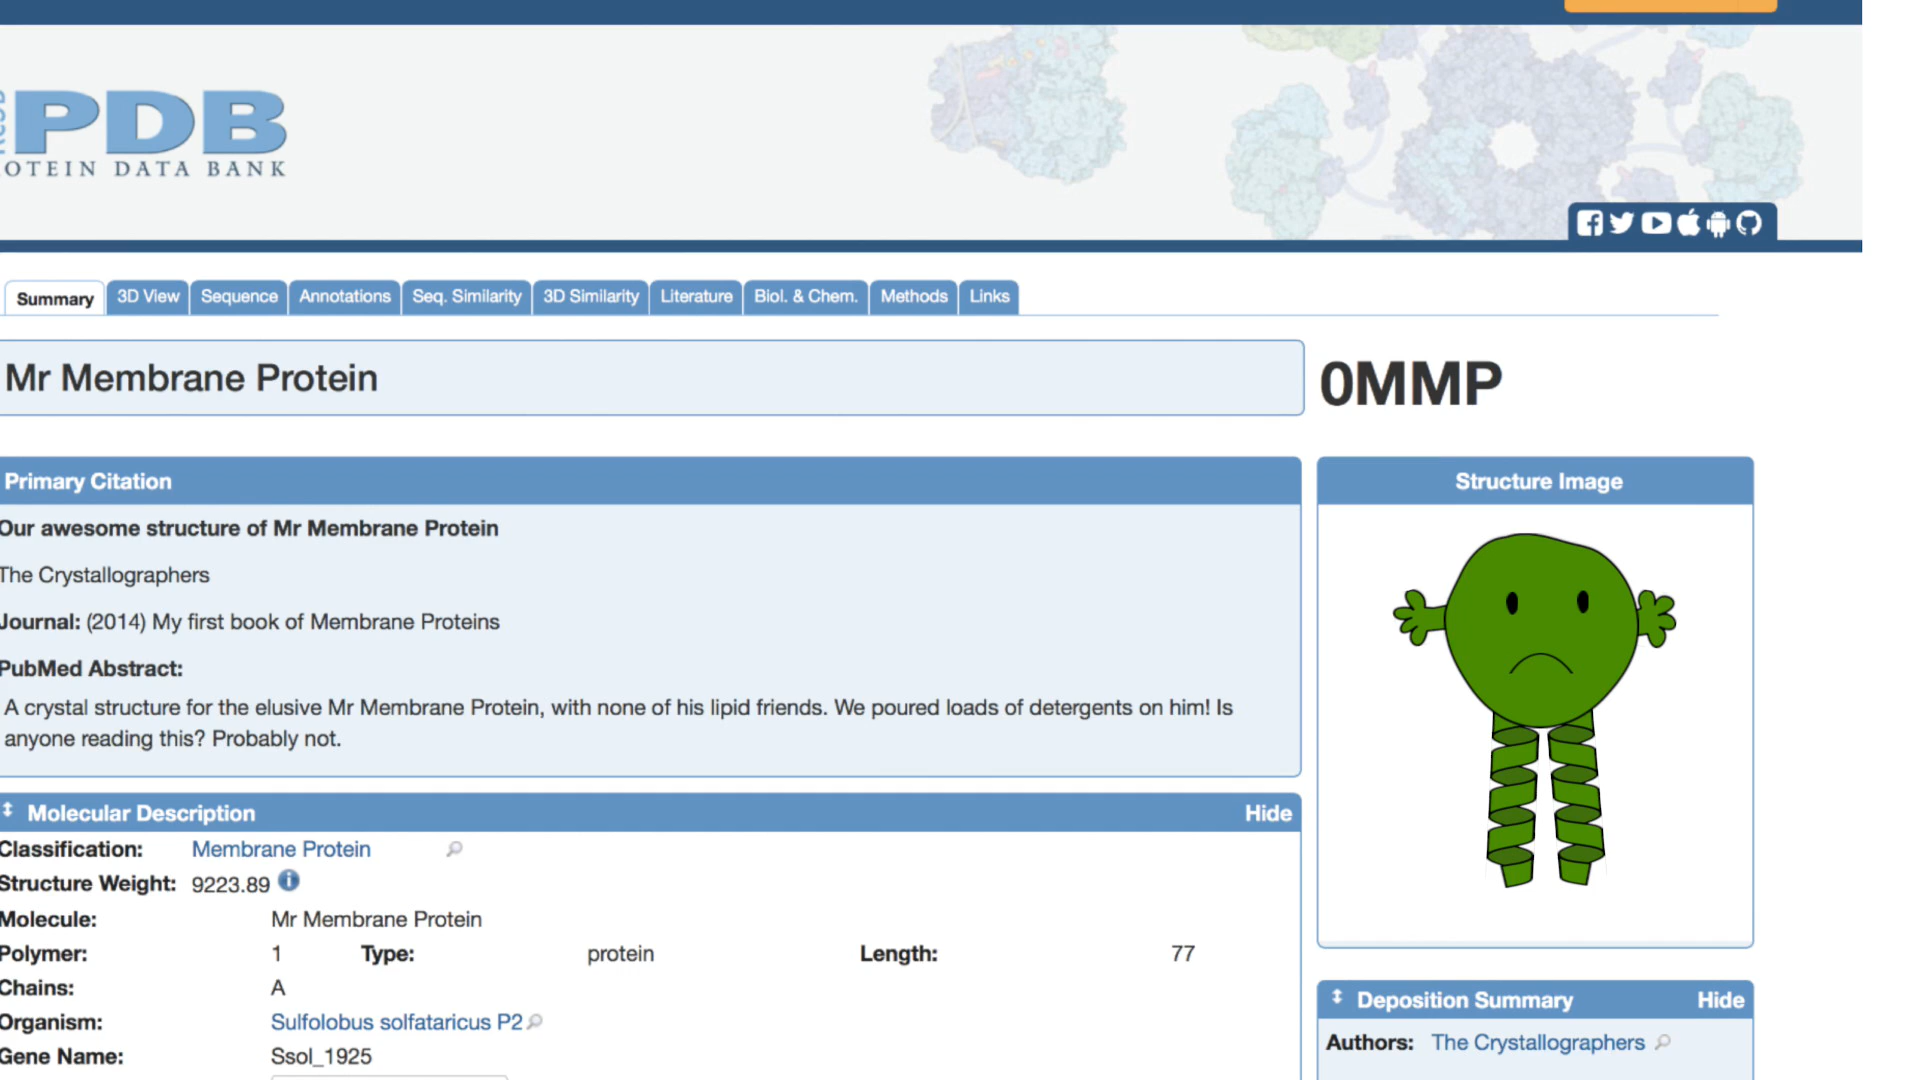 PDB
OTEIN DATA BANK
Summary 3D View Sequence Annotations Seq. Similarity 3D Similarity Literature Biol. & Chem. Methods Links
Mr Membrane Protein
0MMP
Primary Citation
Our awesome structure of Mr Membrane Protein
The Crystallographers
Journal: (2014) My first book of Membrane Proteins
PubMed Abstract:
A crystal structure for the elusive Mr Membrane Protein, with none of his lipid friends. We poured loads of detergents on him! Is
anyone reading this? Probably not.
Structure Image
Molecular Description Hide
Classification: Membrane Protein
Structure Weight: 9223.89
Molecule: Mr Membrane Protein
Polymer: 1 Type: protein Length: 77
Chains: A
Organism: Sulfolobus solfataricus P2
Gene Name: Ssol_1925
Deposition Summary Hide
Authors: The Crystallographers